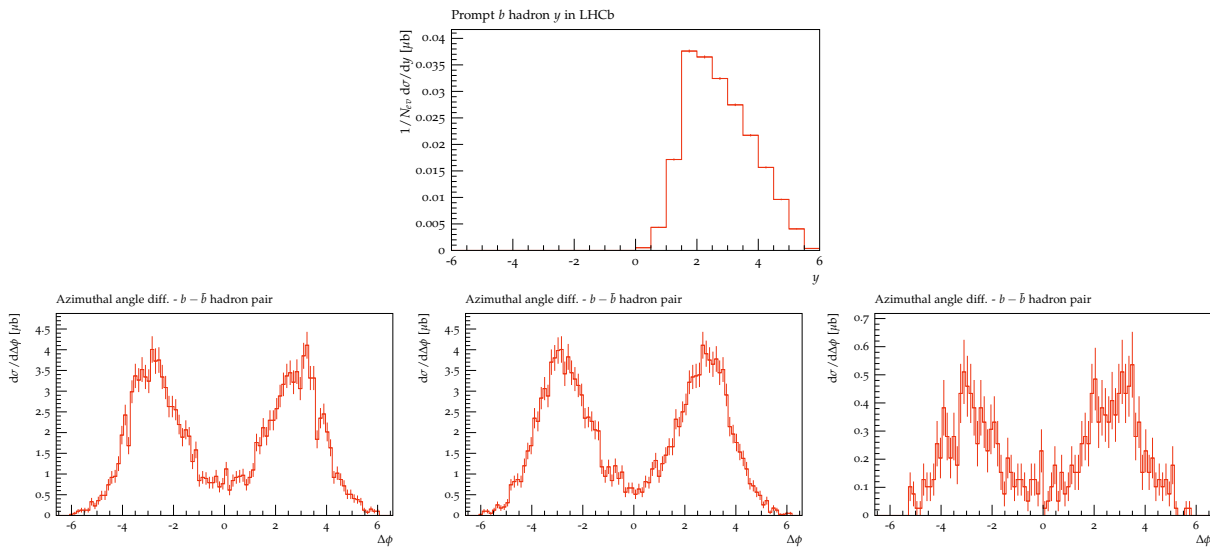 Prompt b hadron y in LHCb
1/N_ev dσ/dy [μb]
0.04
0.035
0.03
0.025
0.02
0.015
0.01
0.005
0
-6 -4 -2 0 2 4 6
y
Azimuthal angle diff. - b − b̄ hadron pair
dσ/dΔφ [μb]
4.5
4
3.5
3
2.5
2
1.5
1
0.5
0
-6 -4 -2 0 2 4 6
Δφ
Azimuthal angle diff. - b − b̄ hadron pair
dσ/dΔφ [μb]
4.5
4
3.5
3
2.5
2
1.5
1
0.5
0
-6 -4 -2 0 2 4 6
Δφ
Azimuthal angle diff. - b − b̄ hadron pair
dσ/dΔφ [μb]
0.7
0.6
0.5
0.4
0.3
0.2
0.1
0
-6 -4 -2 0 2 4 6
Δφ